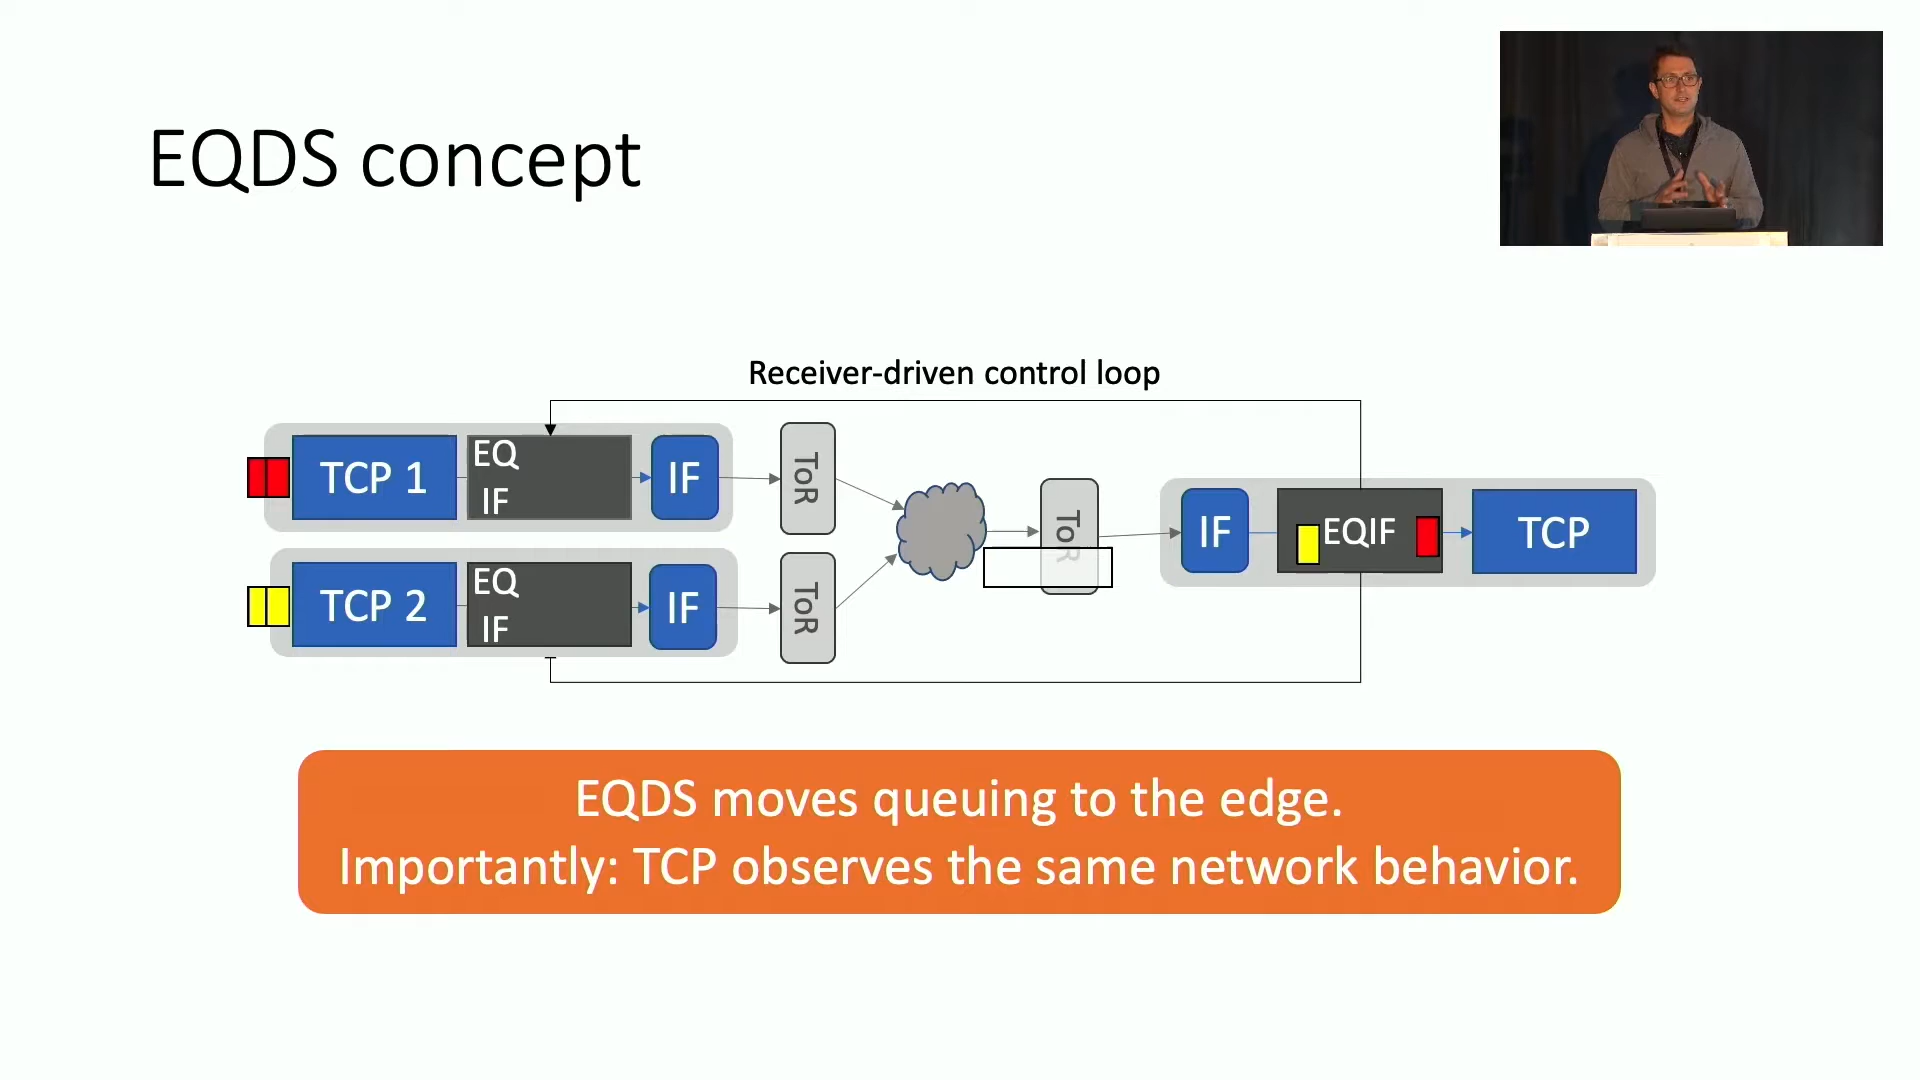 EQDS concept
Receiver-driven control loop
TCP 1
EQ
IF
IF
ToR
TCP 2
EQ
IF
IF
ToR
ToR
IF
EQIF
TCP
EQDS moves queuing to the edge.
Importantly: TCP observes the same network behavior.